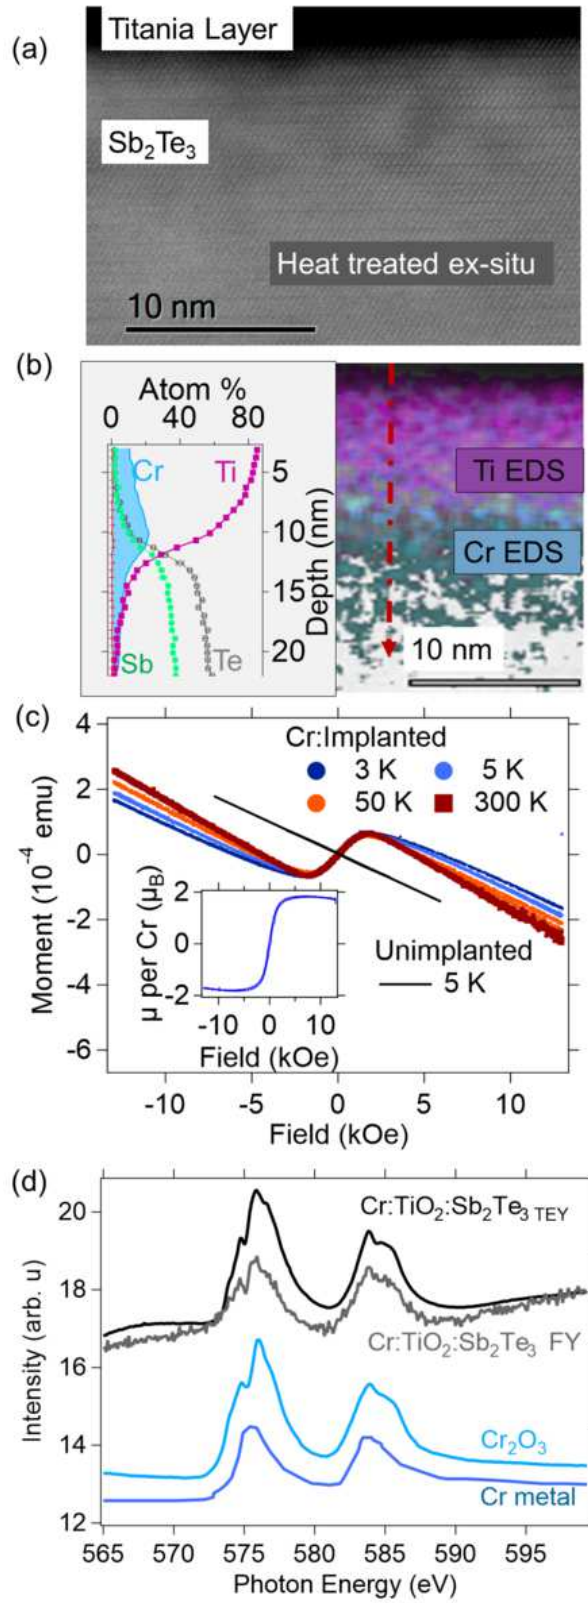 (a)
Titania Layer
Sb₂Te₃
Heat treated ex-situ
10 nm
(b)
Atom %
0 40 80
Cr
Ti
5
10
15
20
Depth (nm)
Sb
Te
Ti EDS
Cr EDS
10 nm
(c)
4
2
0
-2
-4
-6
Moment (10⁻⁴ emu)
Cr:Implanted
3 K
5 K
50 K
300 K
Unimplanted
5 K
2
0
-2
μ per Cr (μ_B)
-10 0 10
Field (kOe)
-10 -5 0 5 10
Field (kOe)
(d)
20
18
16
14
12
Intensity (arb. u)
Cr:TiO₂:Sb₂Te₃ TEY
Cr:TiO₂:Sb₂Te₃ FY
Cr₂O₃
Cr metal
565 570 575 580 585 590 595
Photon Energy (eV)